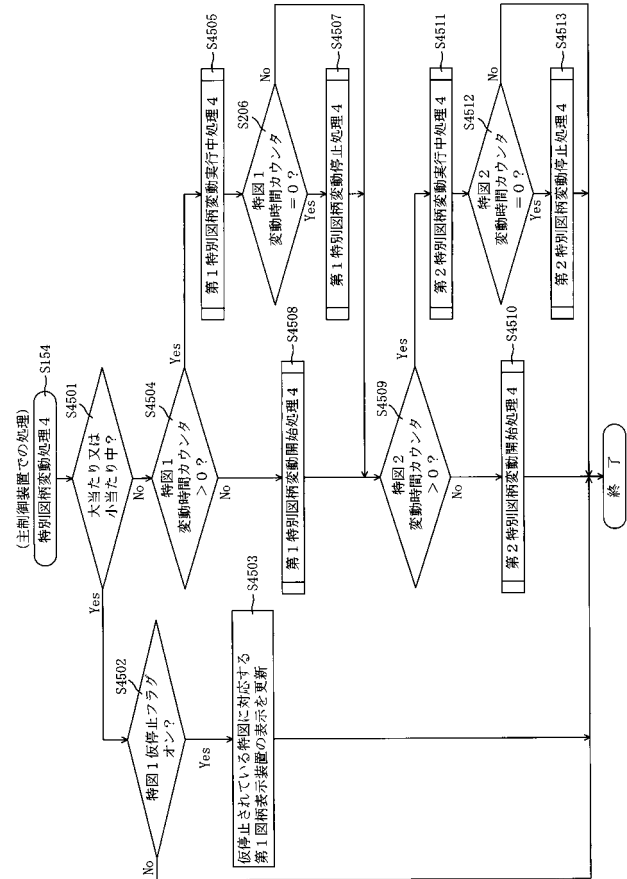 (主制御装置での処理)
特別図柄変動処理4
S154
大当たり又は
小当たり中?
S4501
Yes
No
特図1仮停止フラグ
オン?
S4502
No
Yes
仮停止されている特図に対応する
第1図柄表示装置の表示を更新
S4503
特図1
変動時間カウンタ
>0?
S4504
Yes
No
第1特別図柄変動実行中処理4
S4505
特図1
変動時間カウンタ
=0?
S206
No
Yes
第1特別図柄変動停止処理4
S4507
第1特別図柄変動開始処理4
S4508
特図2
変動時間カウンタ
>0?
S4509
Yes
No
第2特別図柄変動開始処理4
S4510
第2特別図柄変動実行中処理4
S4511
特図2
変動時間カウンタ
=0?
S4512
No
Yes
第2特別図柄変動停止処理4
S4513
終了